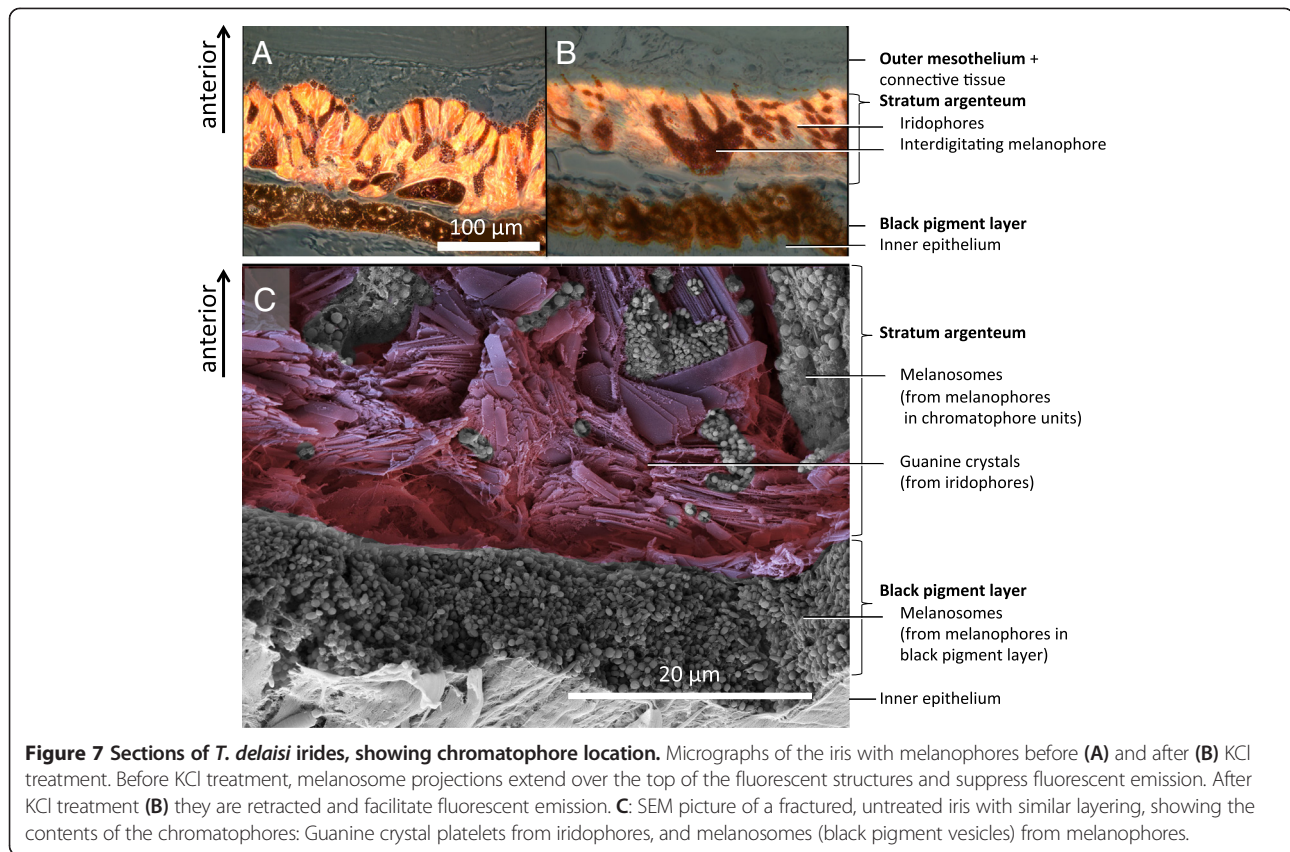 anterior
A
B
100 µm
Outer mesothelium +
connective tissue
Stratum argenteum
Iridophores
Interdigitating melanophore
Black pigment layer
Inner epithelium
anterior
C
Stratum argenteum
Melanosomes
(from melanophores
in chromatophore units)
Guanine crystals
(from iridophores)
Black pigment layer
Melanosomes
(from melanophores in
black pigment layer)
20 µm
Inner epithelium
Figure 7 Sections of T. delaisi irides, showing chromatophore location. Micrographs of the iris with melanophores before (A) and after (B) KCl
treatment. Before KCl treatment, melanosome projections extend over the top of the fluorescent structures and suppress fluorescent emission. After
KCl treatment (B) they are retracted and facilitate fluorescent emission. C: SEM picture of a fractured, untreated iris with similar layering, showing the
contents of the chromatophores: Guanine crystal platelets from iridophores, and melanosomes (black pigment vesicles) from melanophores.